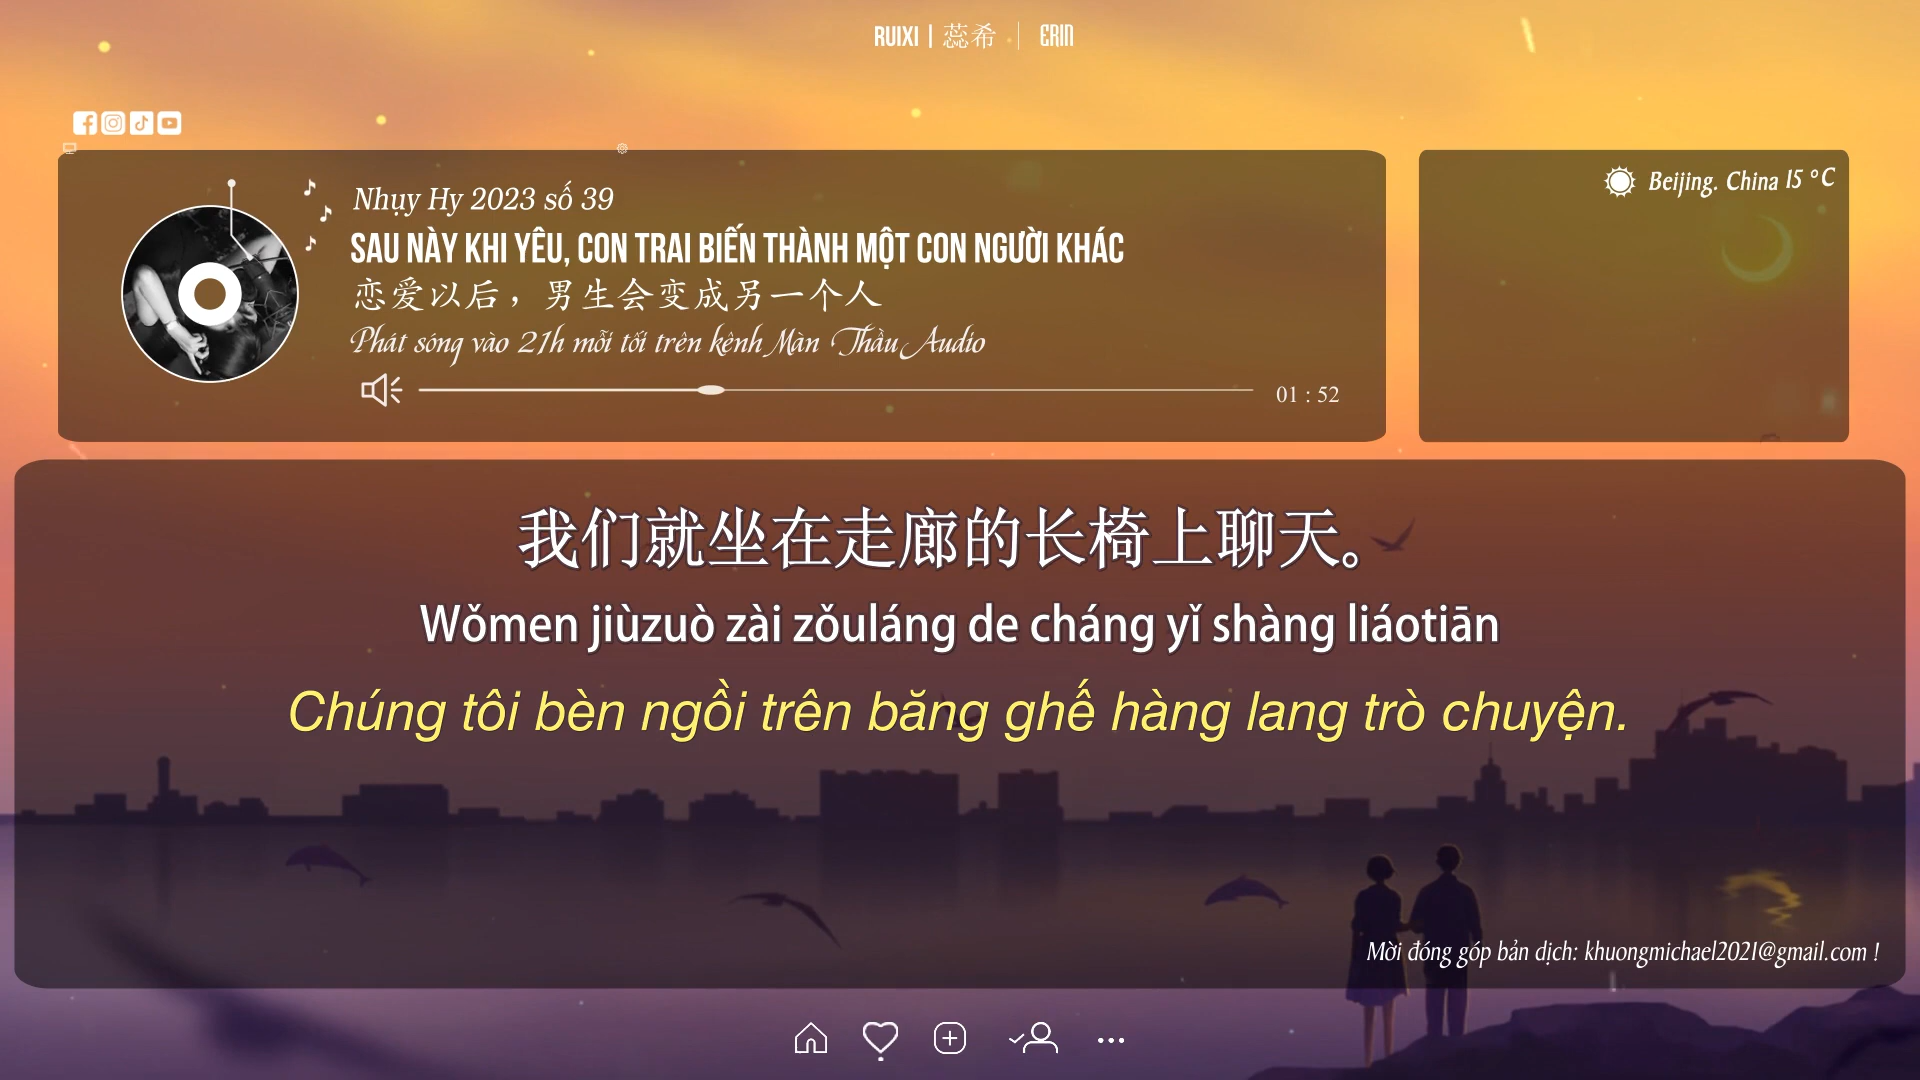 RUIXI | 蕊希 | ERIN
Nhụy Hy 2023 số 39
SAU NÀY KHI YÊU, CON TRAI BIẾN THÀNH MỘT CON NGƯỜI KHÁC
恋爱以后，男生会变成另一个人
Phát sóng vào 21h mỗi tối trên kênh Màn Thầu Audio
01 : 52
Beijing. China 15 °C
我们就坐在走廊的长椅上聊天。
Wǒmen jiùzuò zài zǒuláng de cháng yǐ shàng liáotiān
Chúng tôi bèn ngồi trên băng ghế hàng lang trò chuyện.
Mời đóng góp bản dịch: khuongmichael2021@gmail.com !